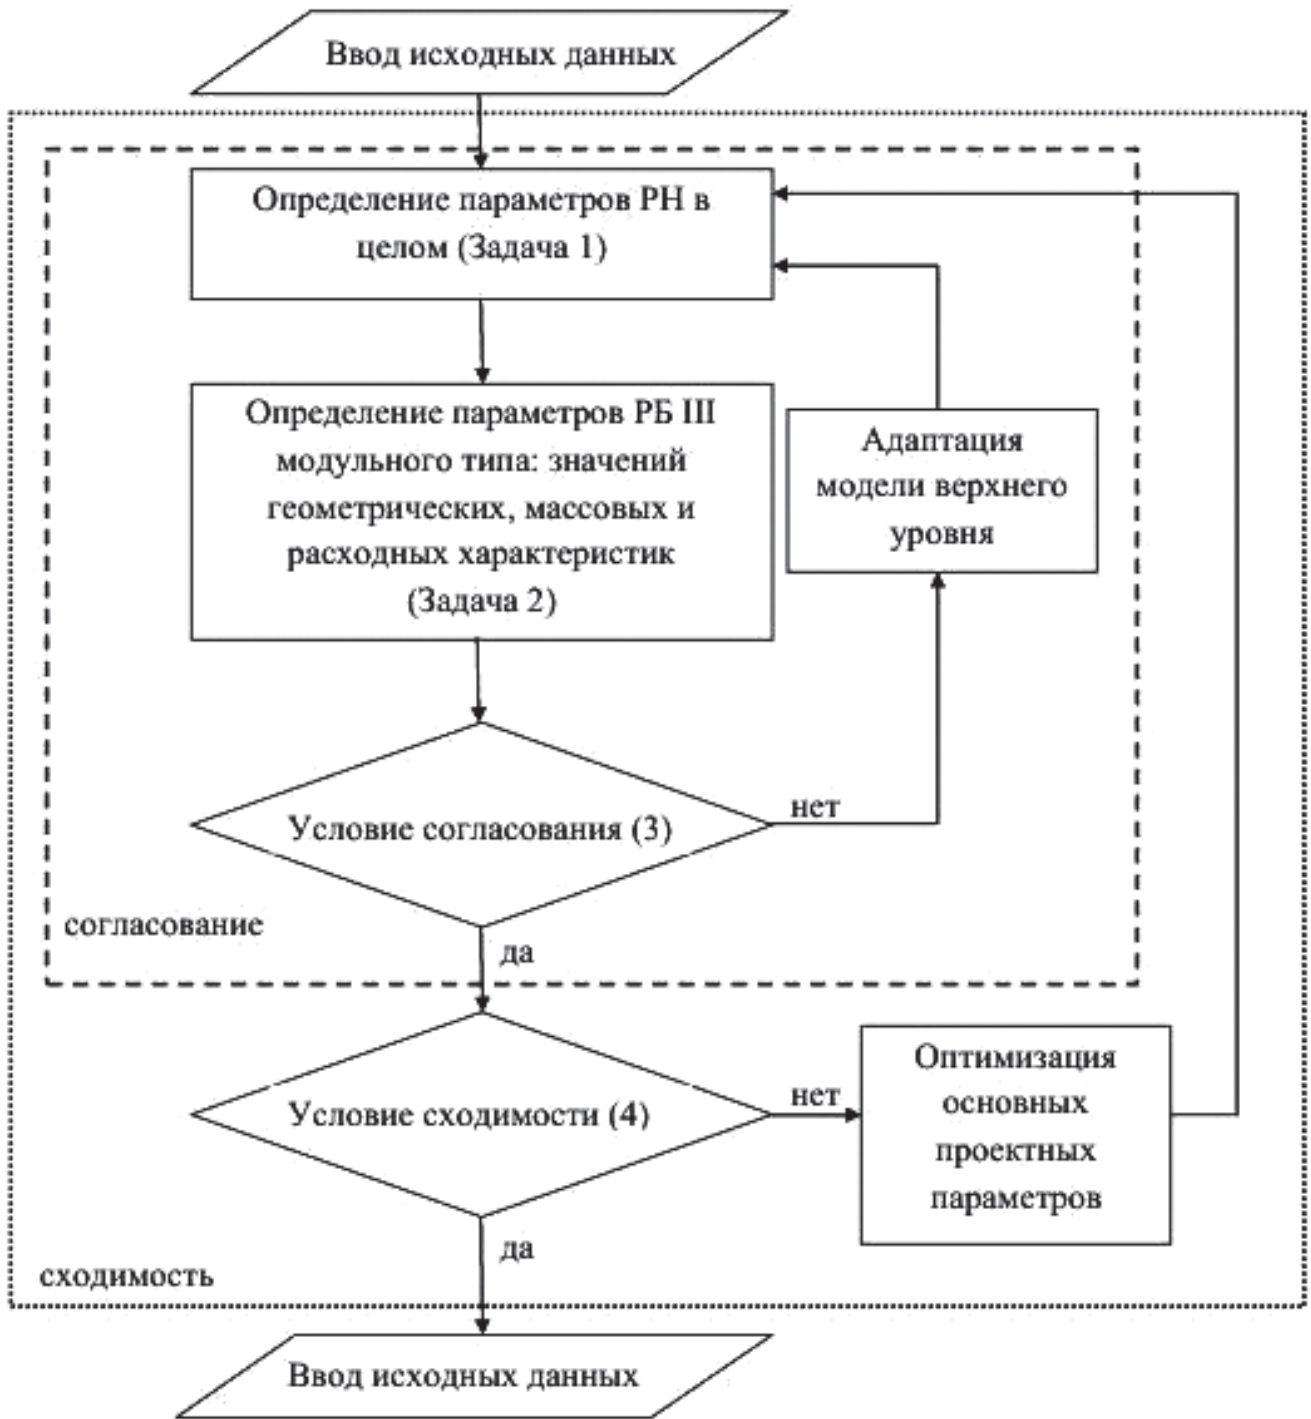 Ввод исходных данных
Определение параметров РН в
целом (Задача 1)
Определение параметров РБ III
модульного типа: значений
геометрических, массовых и
расходных характеристик
(Задача 2)
Адаптация
модели верхнего
уровня
Условие согласования (3)
нет
согласование
да
Условие сходимости (4)
нет
Оптимизация
основных
проектных
параметров
да
сходимость
Ввод исходных данных